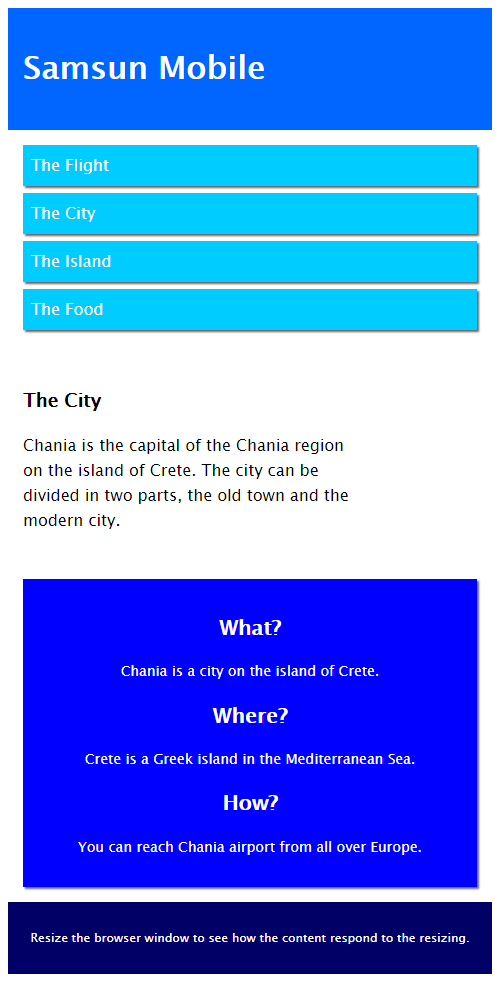 Samsun Mobile
The Flight
The City
The Island
The Food
The City
Chania is the capital of the Chania region
on the island of Crete. The city can be
divided in two parts, the old town and the
modern city.
What?
Chania is a city on the island of Crete.
Where?
Crete is a Greek island in the Mediterranean Sea.
How?
You can reach Chania airport from all over Europe.
Resize the browser window to see how the content respond to the resizing.